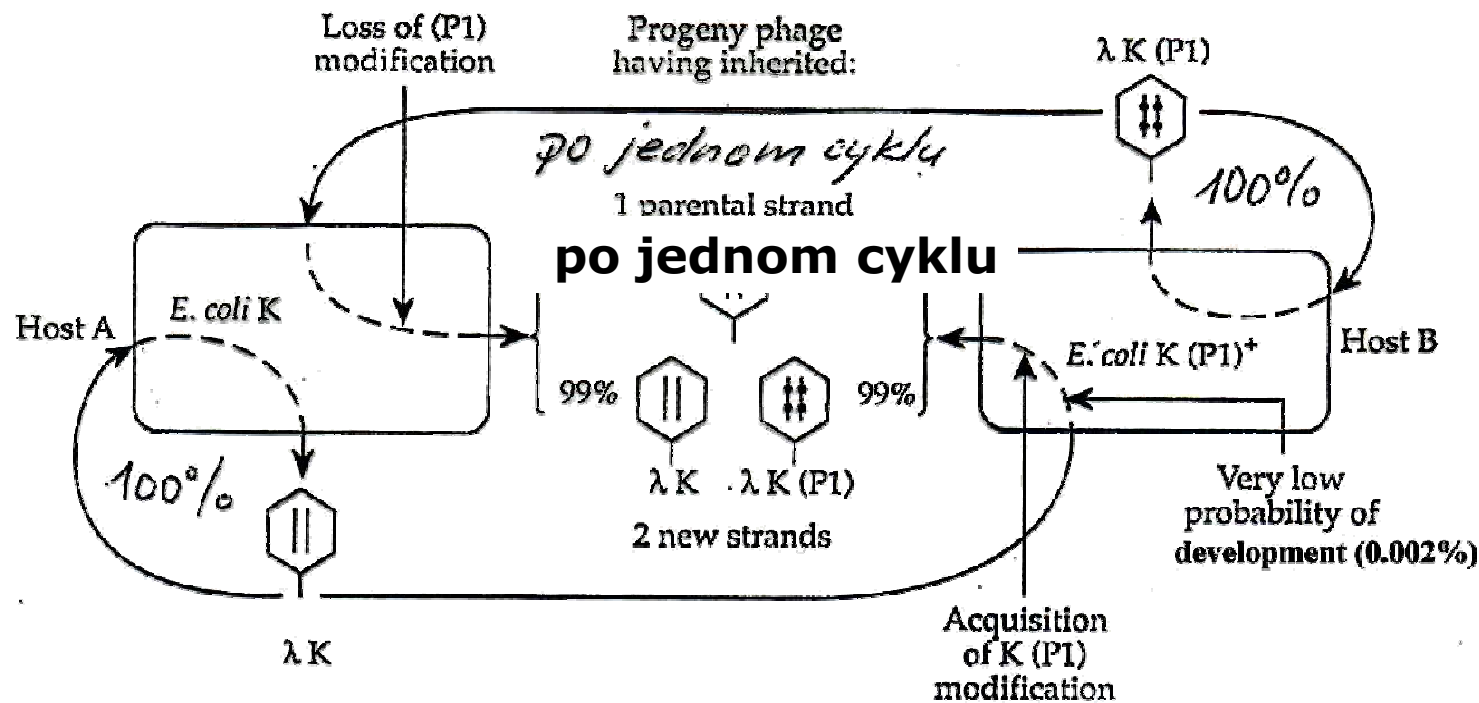 Loss of (P1)
modification
Progeny phage
having inherited:
λ K (P1)
po jednom cyklu
100%
1 parental strand
po jednom cyklu
Host A
E. coli K
99%
99%
E. coli K (P1)+
Host B
λ K
λ K (P1)
2 new strands
100%
λ K
Very low
probability of
development (0.002%)
Acquisition
of K (P1)
modification